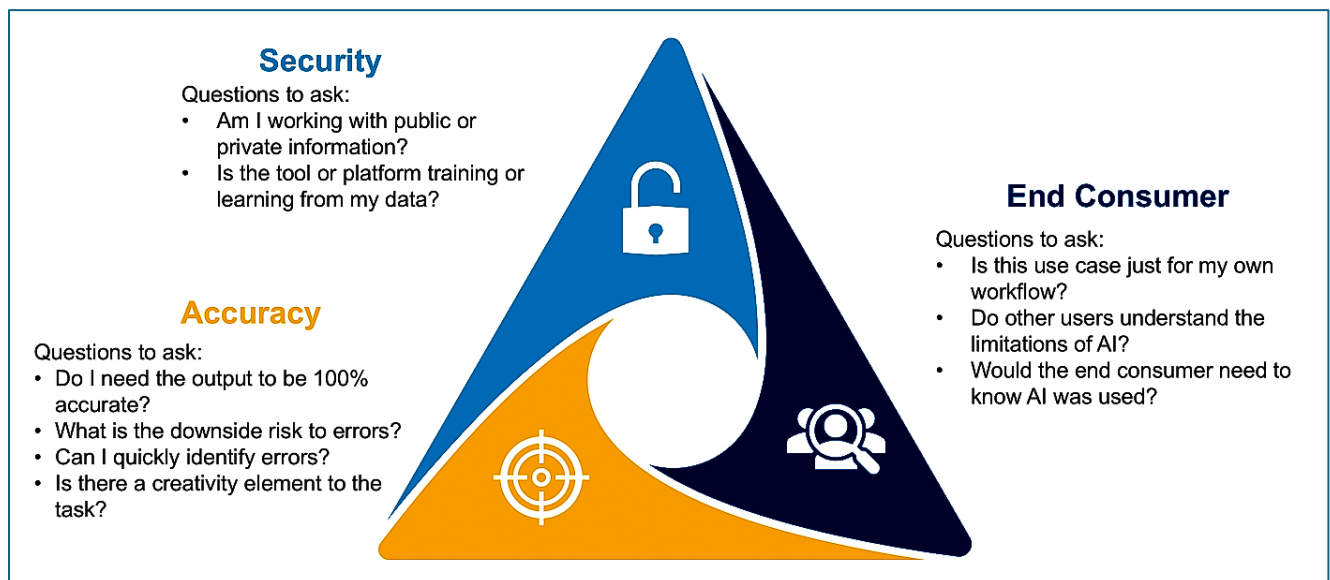 Security
Questions to ask:
• Am I working with public or
private information?
• Is the tool or platform training or
learning from my data?
End Consumer
Questions to ask:
• Is this use case just for my own
workflow?
• Do other users understand the
limitations of AI?
• Would the end consumer need to
know AI was used?
Accuracy
Questions to ask:
• Do I need the output to be 100%
accurate?
• What is the downside risk to errors?
• Can I quickly identify errors?
• Is there a creativity element to the
task?